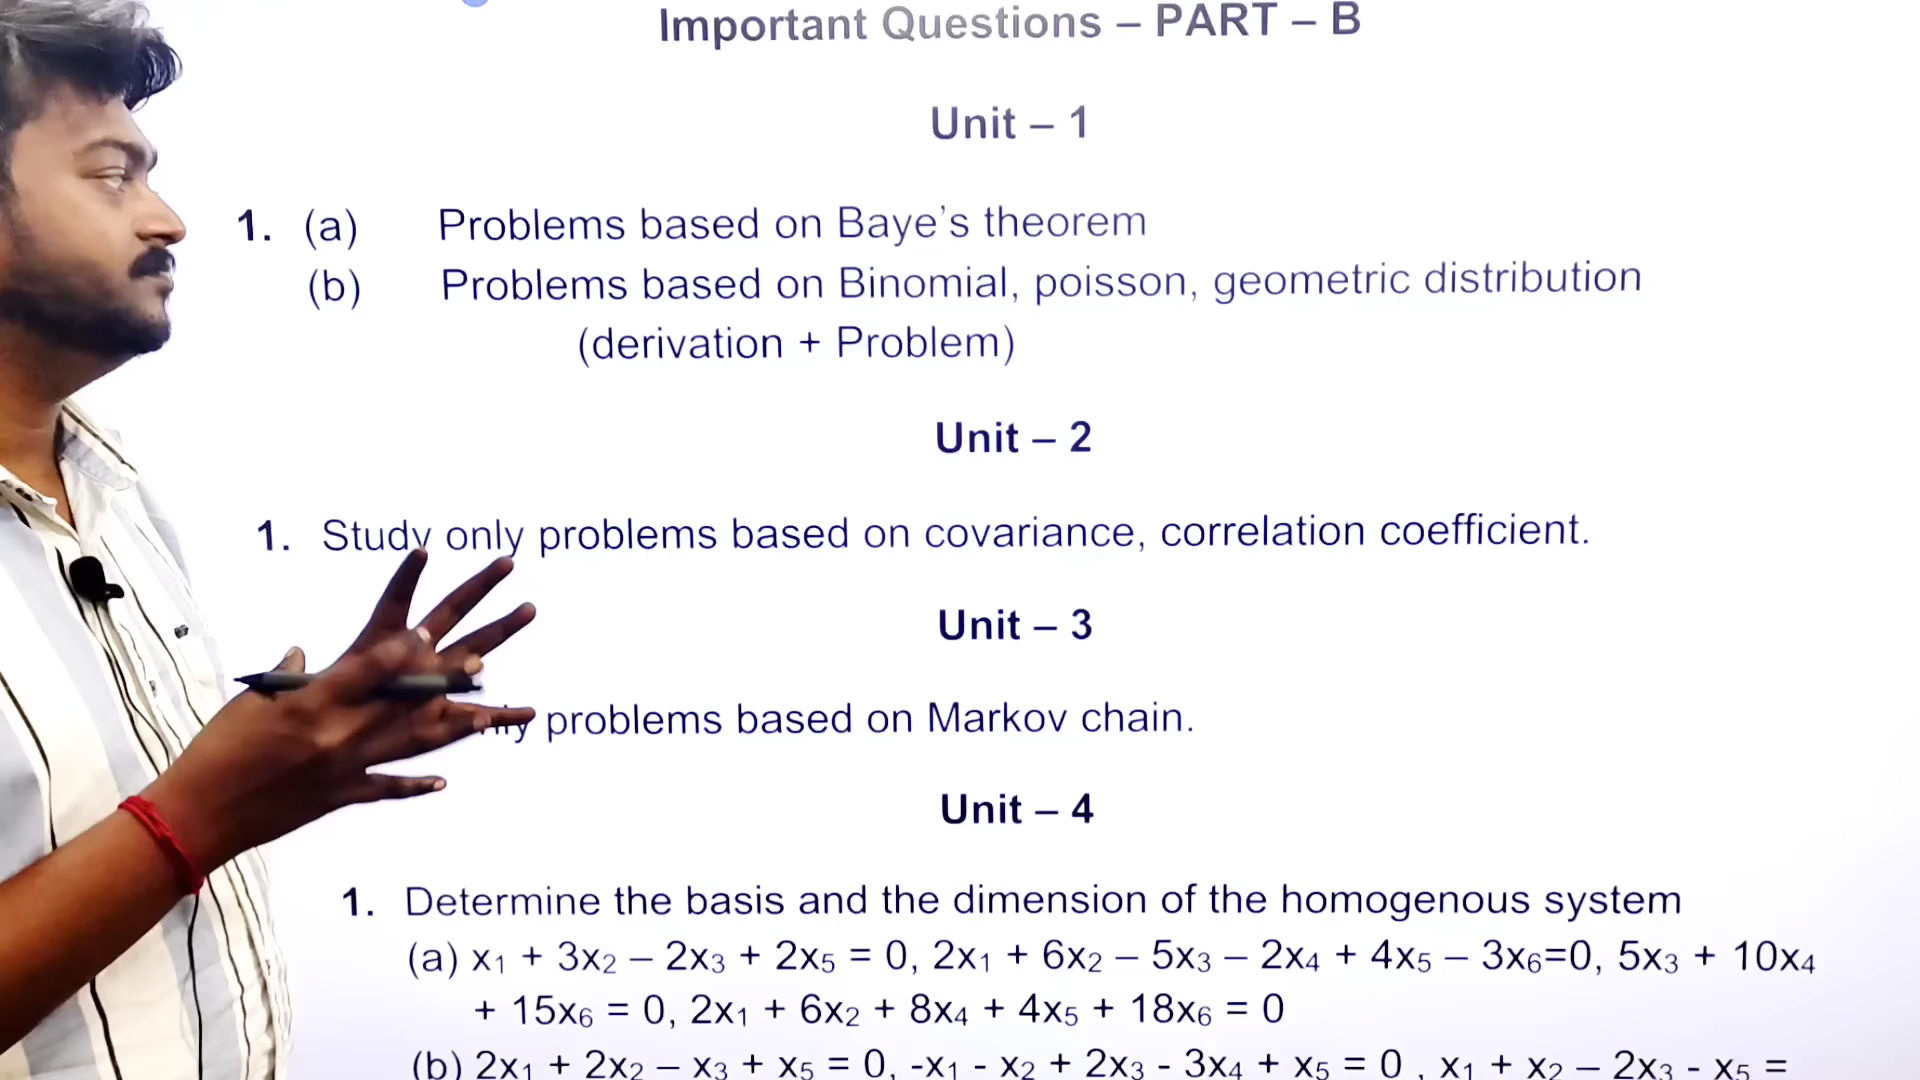 Important Questions – PART – B
Unit – 1
1. (a) Problems based on Baye’s theorem
(b) Problems based on Binomial, poisson, geometric distribution
(derivation + Problem)
Unit – 2
1. Study only problems based on covariance, correlation coefficient.
Unit – 3
problems based on Markov chain.
Unit – 4
1. Determine the basis and the dimension of the homogenous system
(a) x₁ + 3x₂ – 2x₃ + 2x₅ = 0, 2x₁ + 6x₂ – 5x₃ – 2x₄ + 4x₅ – 3x₆=0, 5x₃ + 10x₄
+ 15x₆ = 0, 2x₁ + 6x₂ + 8x₄ + 4x₅ + 18x₆ = 0
(b) 2x₁ + 2x₂ – x₃ + x₅ = 0, -x₁ - x₂ + 2x₃ - 3x₄ + x₅ = 0 , x₁ + x₂ – 2x₃ - x₅ =